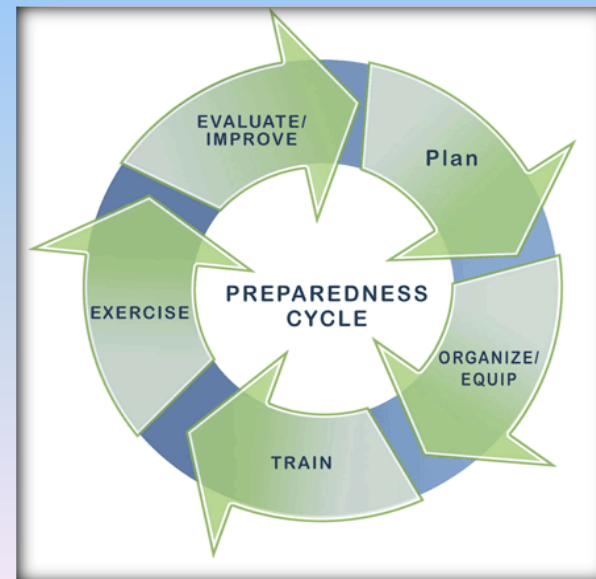 EVALUATE/
IMPROVE
Plan
PREPAREDNESS
CYCLE
EXERCISE
ORGANIZE/
EQUIP
TRAIN